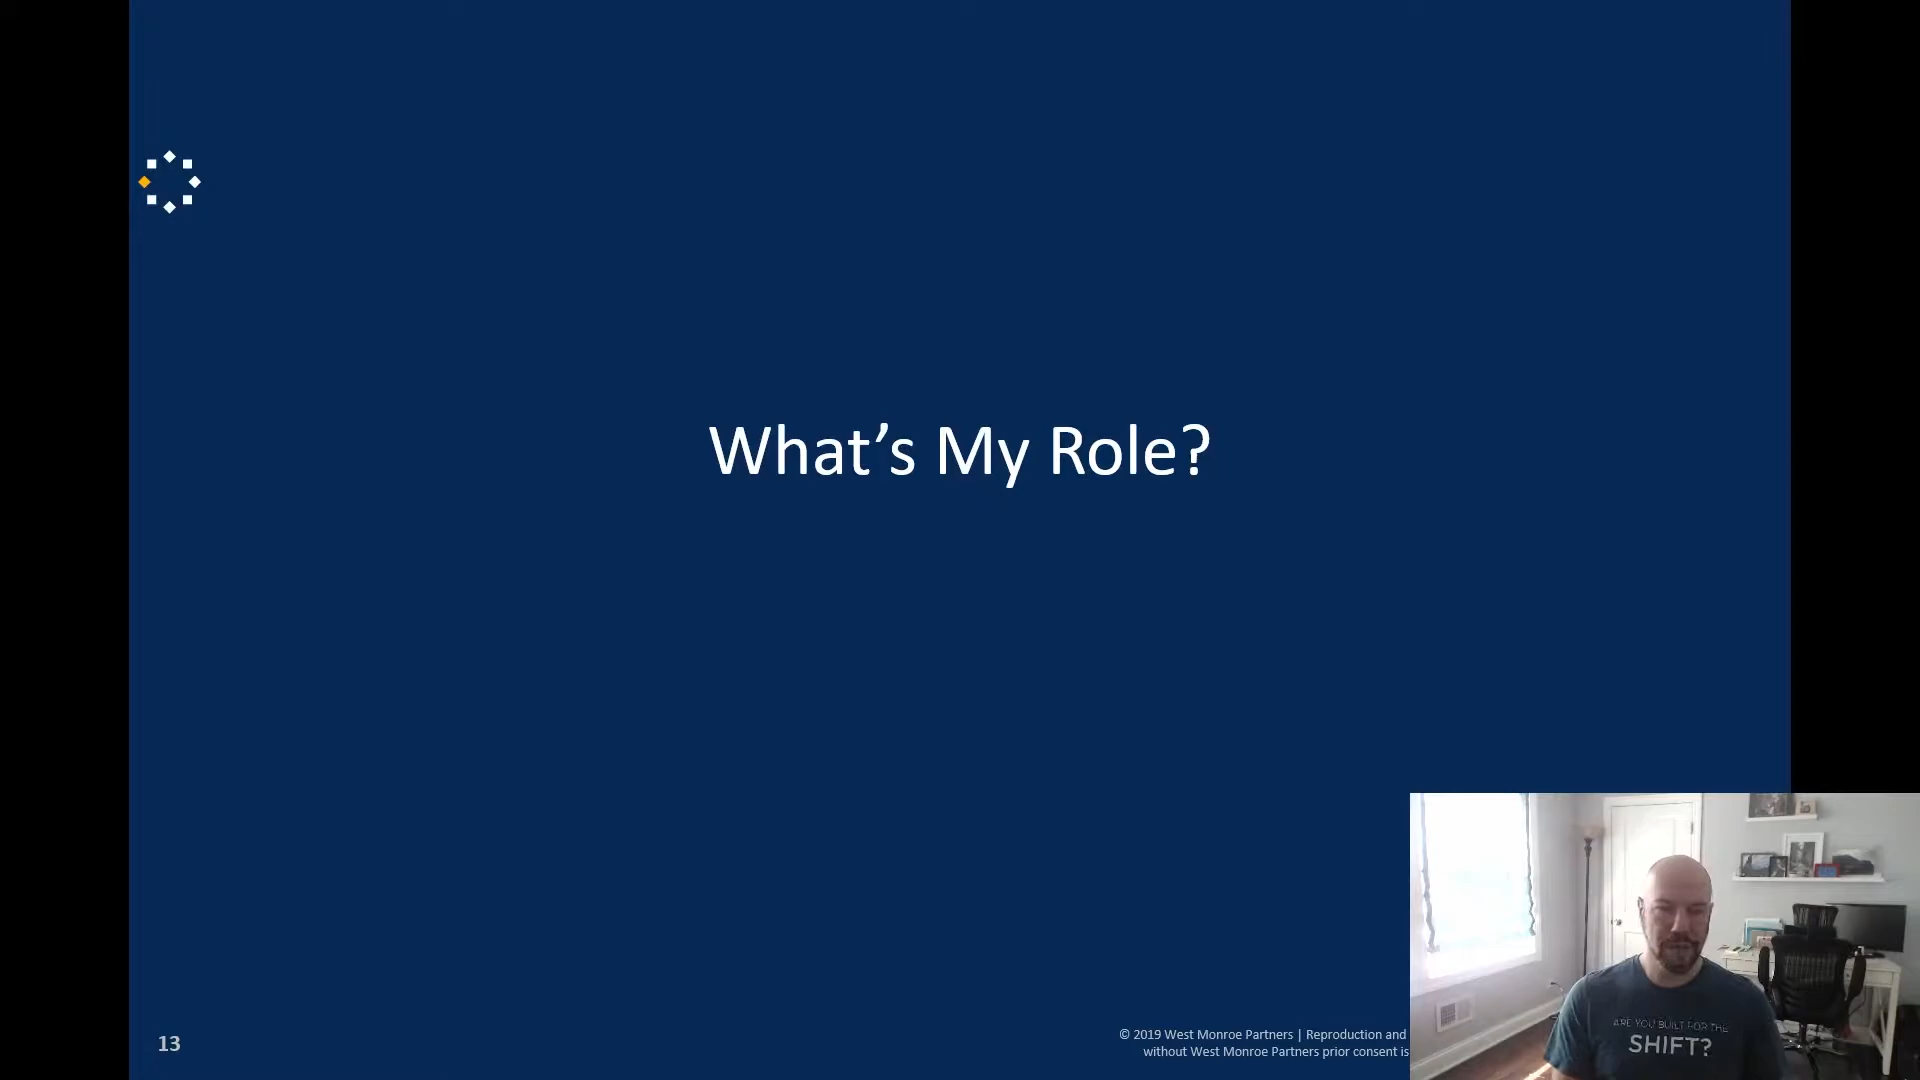 What’s My Role?
13
© 2019 West Monroe Partners | Reproduction and
without West Monroe Partners prior consent is
ARE YOU BUILT FOR THE
SHIFT?